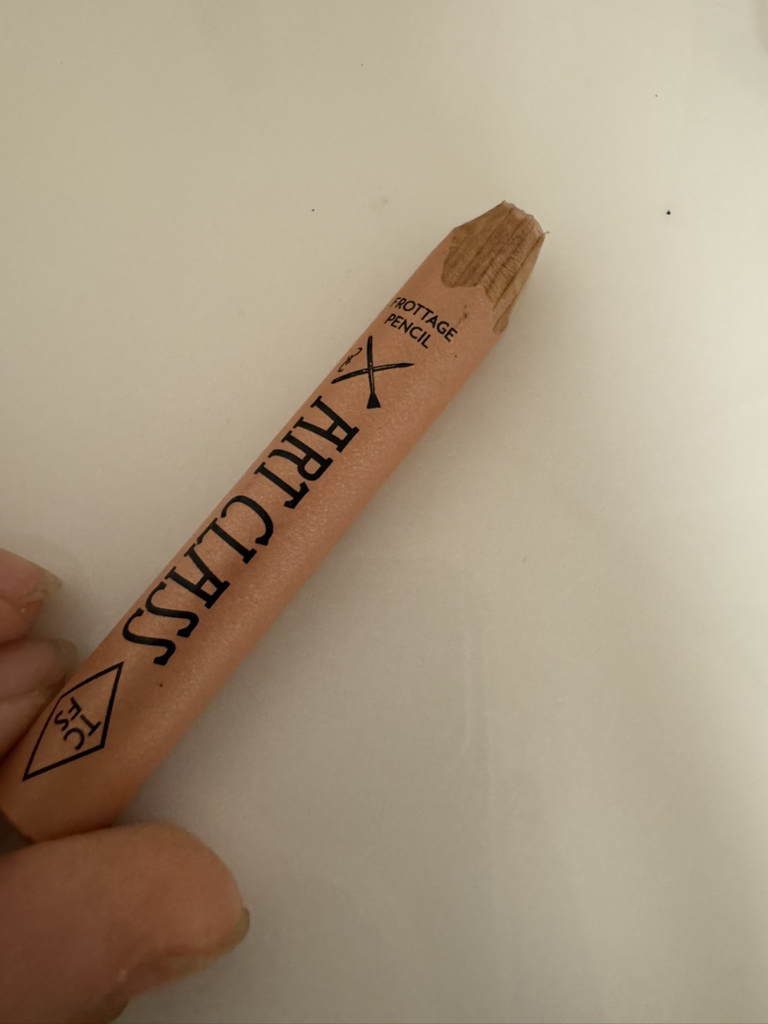 FROTTAGE
PENCIL
ART CLASS
TC
FS